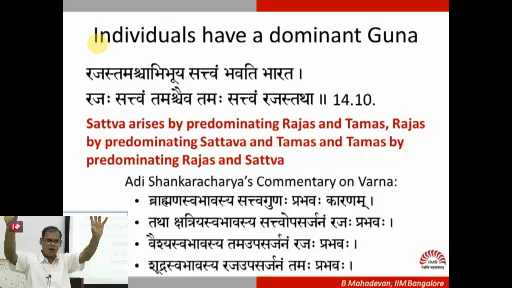 Individuals have a dominant Guna
रजस्तमश्चाभिभूय सत्त्वं भवति भारत ।
रजः सत्त्वं तमश्चैव तमः सत्त्वं रजस्तथा ॥ 14.10.
Sattva arises by predominating Rajas and Tamas, Rajas
by predominating Sattava and Tamas and Tamas by
predominating Rajas and Sattva
Adi Shankaracharya's Commentary on Varna:
• ब्राह्मणस्वभावस्य सत्त्वगुणः प्रभवः कारणम् ।
• तथा क्षत्रियस्वभावस्य सत्त्वोपसर्जनं रजः प्रभवः ।
• वैश्यस्वभावस्य तमउपसर्जनं रजः प्रभवः ।
• शूद्रस्वभावस्य रजउपसर्जनं तमः प्रभवः ।
B Mahadevan, IIM Bangalore